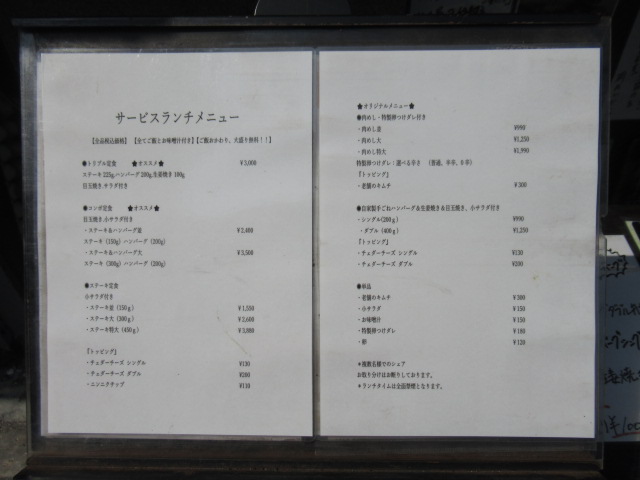 サービスランチメニュー
【全品税込価格】【全てご飯とお味噌汁付き】【ご飯おかわり、大盛り無料!!】
◉トリプル定食 ★オススメ★ ¥3,000
ステーキ225g,ハンバーグ200g,生姜焼き100g
目玉焼き,サラダ付き
◉コンボ定食 ★オススメ★
目玉焼き,小サラダ付き
・ステーキ&ハンバーグ並 ¥2,400
ステーキ(150g)ハンバーグ(200g)
・ステーキ&ハンバーグ大 ¥3,500
ステーキ(300g)ハンバーグ(200g)
◉ステーキ定食
小サラダ付き
・ステーキ並(150g) ¥1,550
・ステーキ大(300g) ¥2,600
・ステーキ特大(450g) ¥3,880
『トッピング』
・チェダーチーズ シングル ¥130
・チェダーチーズ ダブル ¥200
・ニンニクチップ ¥110
★オリジナルメニュー★
◉肉めし・特製卵つけダレ付き
・肉めし並 ¥990
・肉めし大 ¥1,250
・肉めし特大 ¥1,990
特製卵つけダレ:選べる辛さ (普通、辛、辛辛)
『トッピング』
・老舗のキムチ ¥300
◉自家製手ごねハンバーグ&生姜焼き&目玉焼き、小サラダ付き
・シングル(200g) ¥990
・ダブル(400g) ¥1,250
『トッピング』
・チェダーチーズ シングル ¥130
・チェダーチーズ ダブル ¥200
◉単品
・老舗のキムチ ¥300
・小サラダ ¥150
・お味噌汁 ¥150
・特製卵つけダレ ¥180
・卵 ¥120
*複数名様でのシェア
お取り分けはお断りしております。
*ランチタイムは全面禁煙となります。